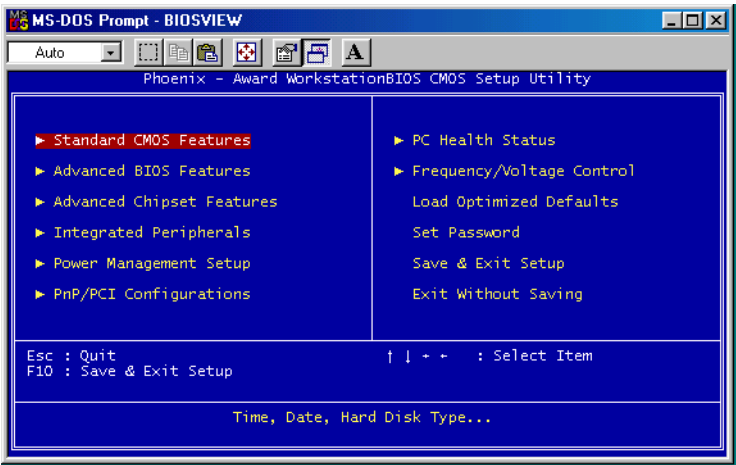 MS-DOS Prompt - BIOSVIEW
Auto
A
Phoenix - Award WorkstationBIOS CMOS Setup Utility
► Standard CMOS Features
► Advanced BIOS Features
► Advanced Chipset Features
► Integrated Peripherals
► Power Management Setup
► PnP/PCI Configurations
► PC Health Status
► Frequency/Voltage Control
Load Optimized Defaults
Set Password
Save & Exit Setup
Exit Without Saving
Esc : Quit
F10 : Save & Exit Setup
↑ ↓ → ← : Select Item
Time, Date, Hard Disk Type...